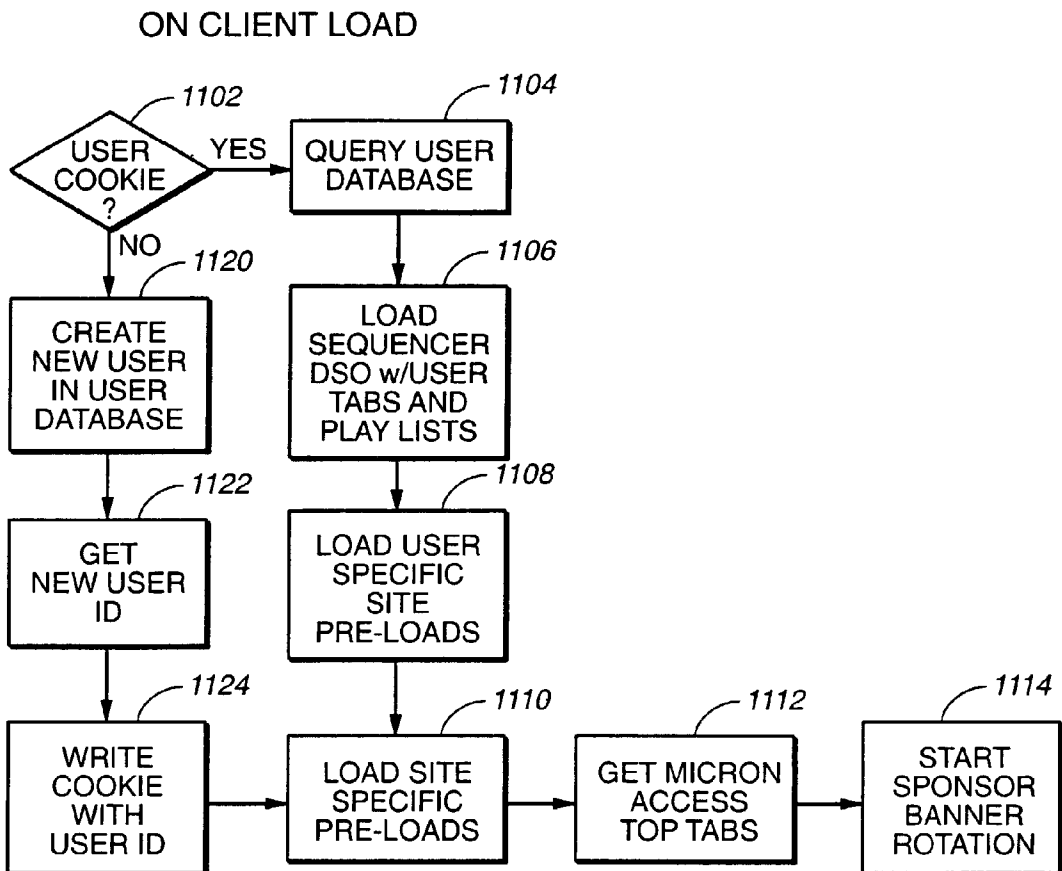 ON CLIENT LOAD
1102
USER
COOKIE
?
YES
NO
1104
QUERY USER
DATABASE
1106
LOAD
SEQUENCER
DSO w/USER
TABS AND
PLAY LISTS
1108
LOAD USER
SPECIFIC
SITE
PRE-LOADS
1120
CREATE
NEW USER
IN USER
DATABASE
1122
GET
NEW USER
ID
1124
WRITE
COOKIE
WITH
USER ID
1110
LOAD SITE
SPECIFIC
PRE-LOADS
1112
GET MICRON
ACCESS
TOP TABS
1114
START
SPONSOR
BANNER
ROTATION